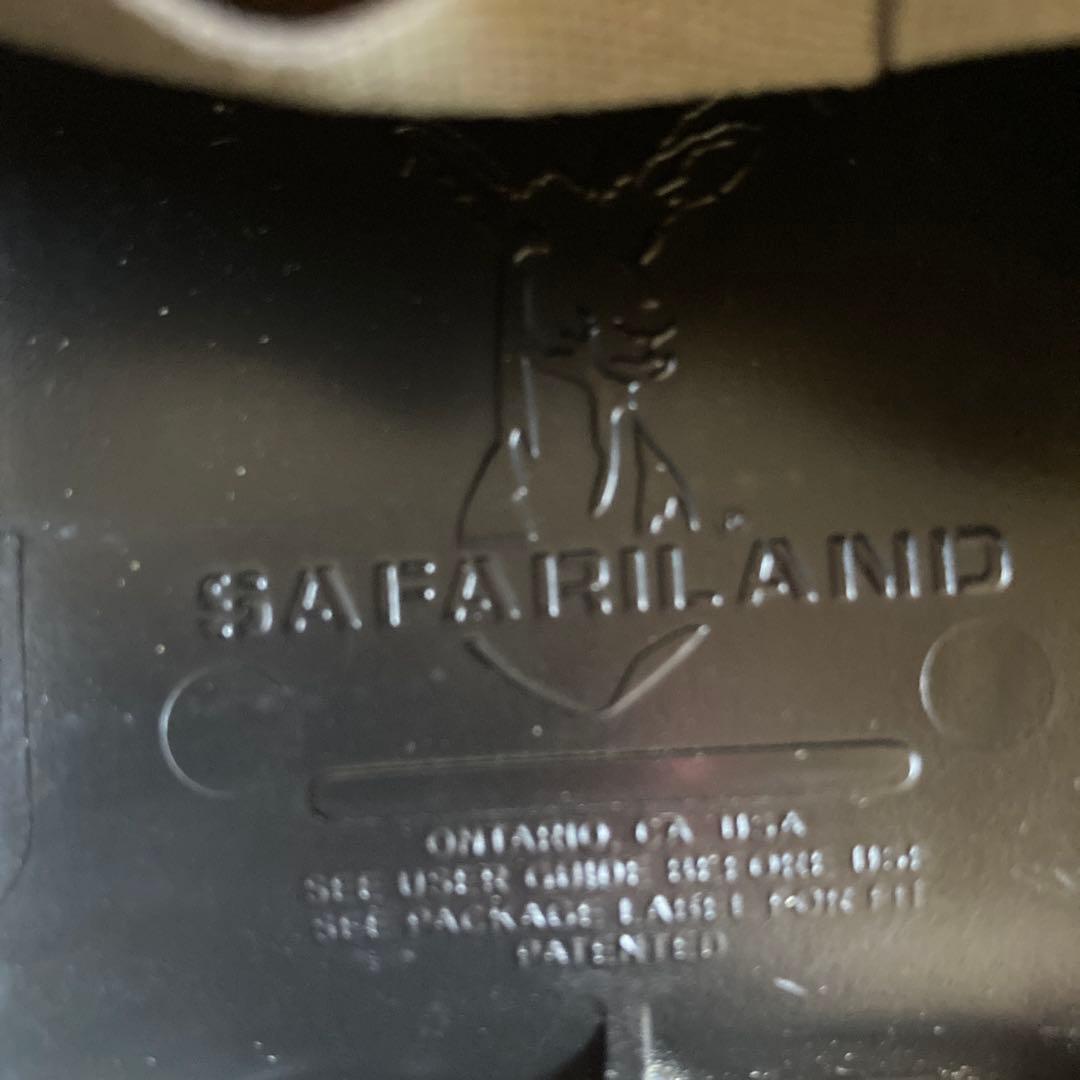 SAFARILAND
ONTARIO, CA USA
SEE USER GUIDE BEFORE USE
SEE PACKAGE LABEL FOR FIT
PATENTED